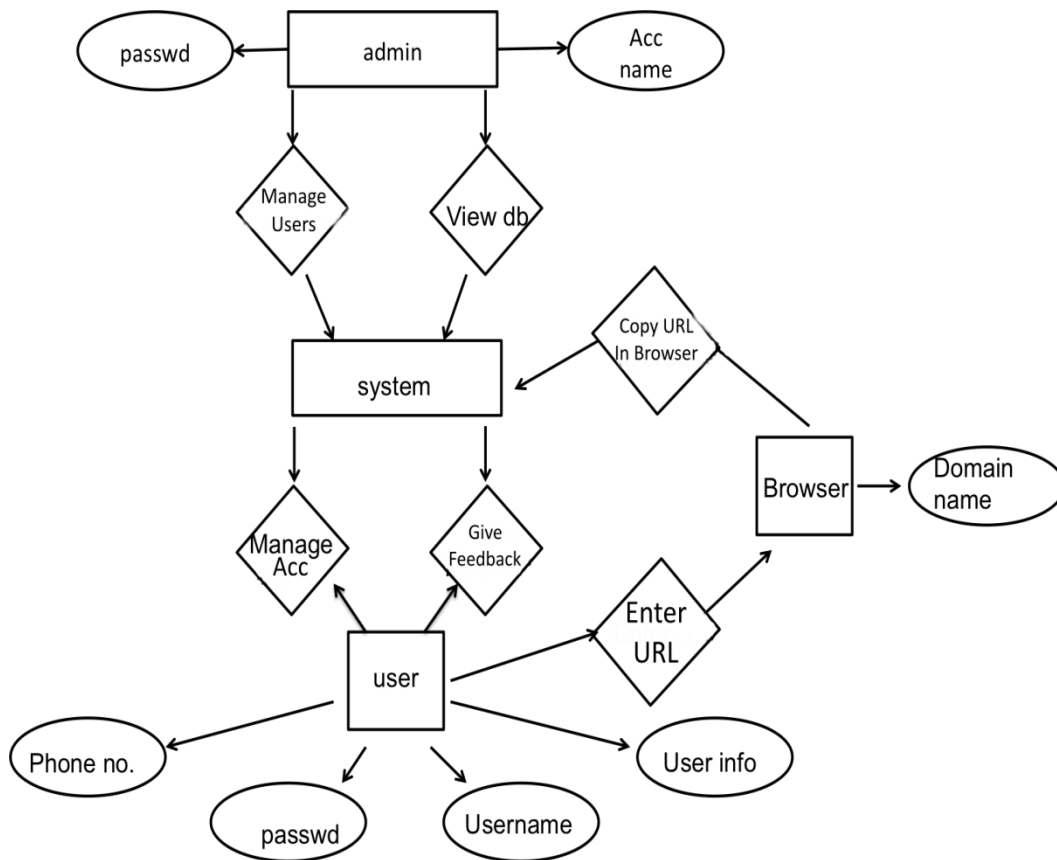 passwd
admin
Acc
name
Manage
Users
View db
Copy URL
In Browser
system
Browser
Domain
name
Manage
Acc
Give
Feedback
Enter
URL
user
Phone no.
User info
passwd
Username